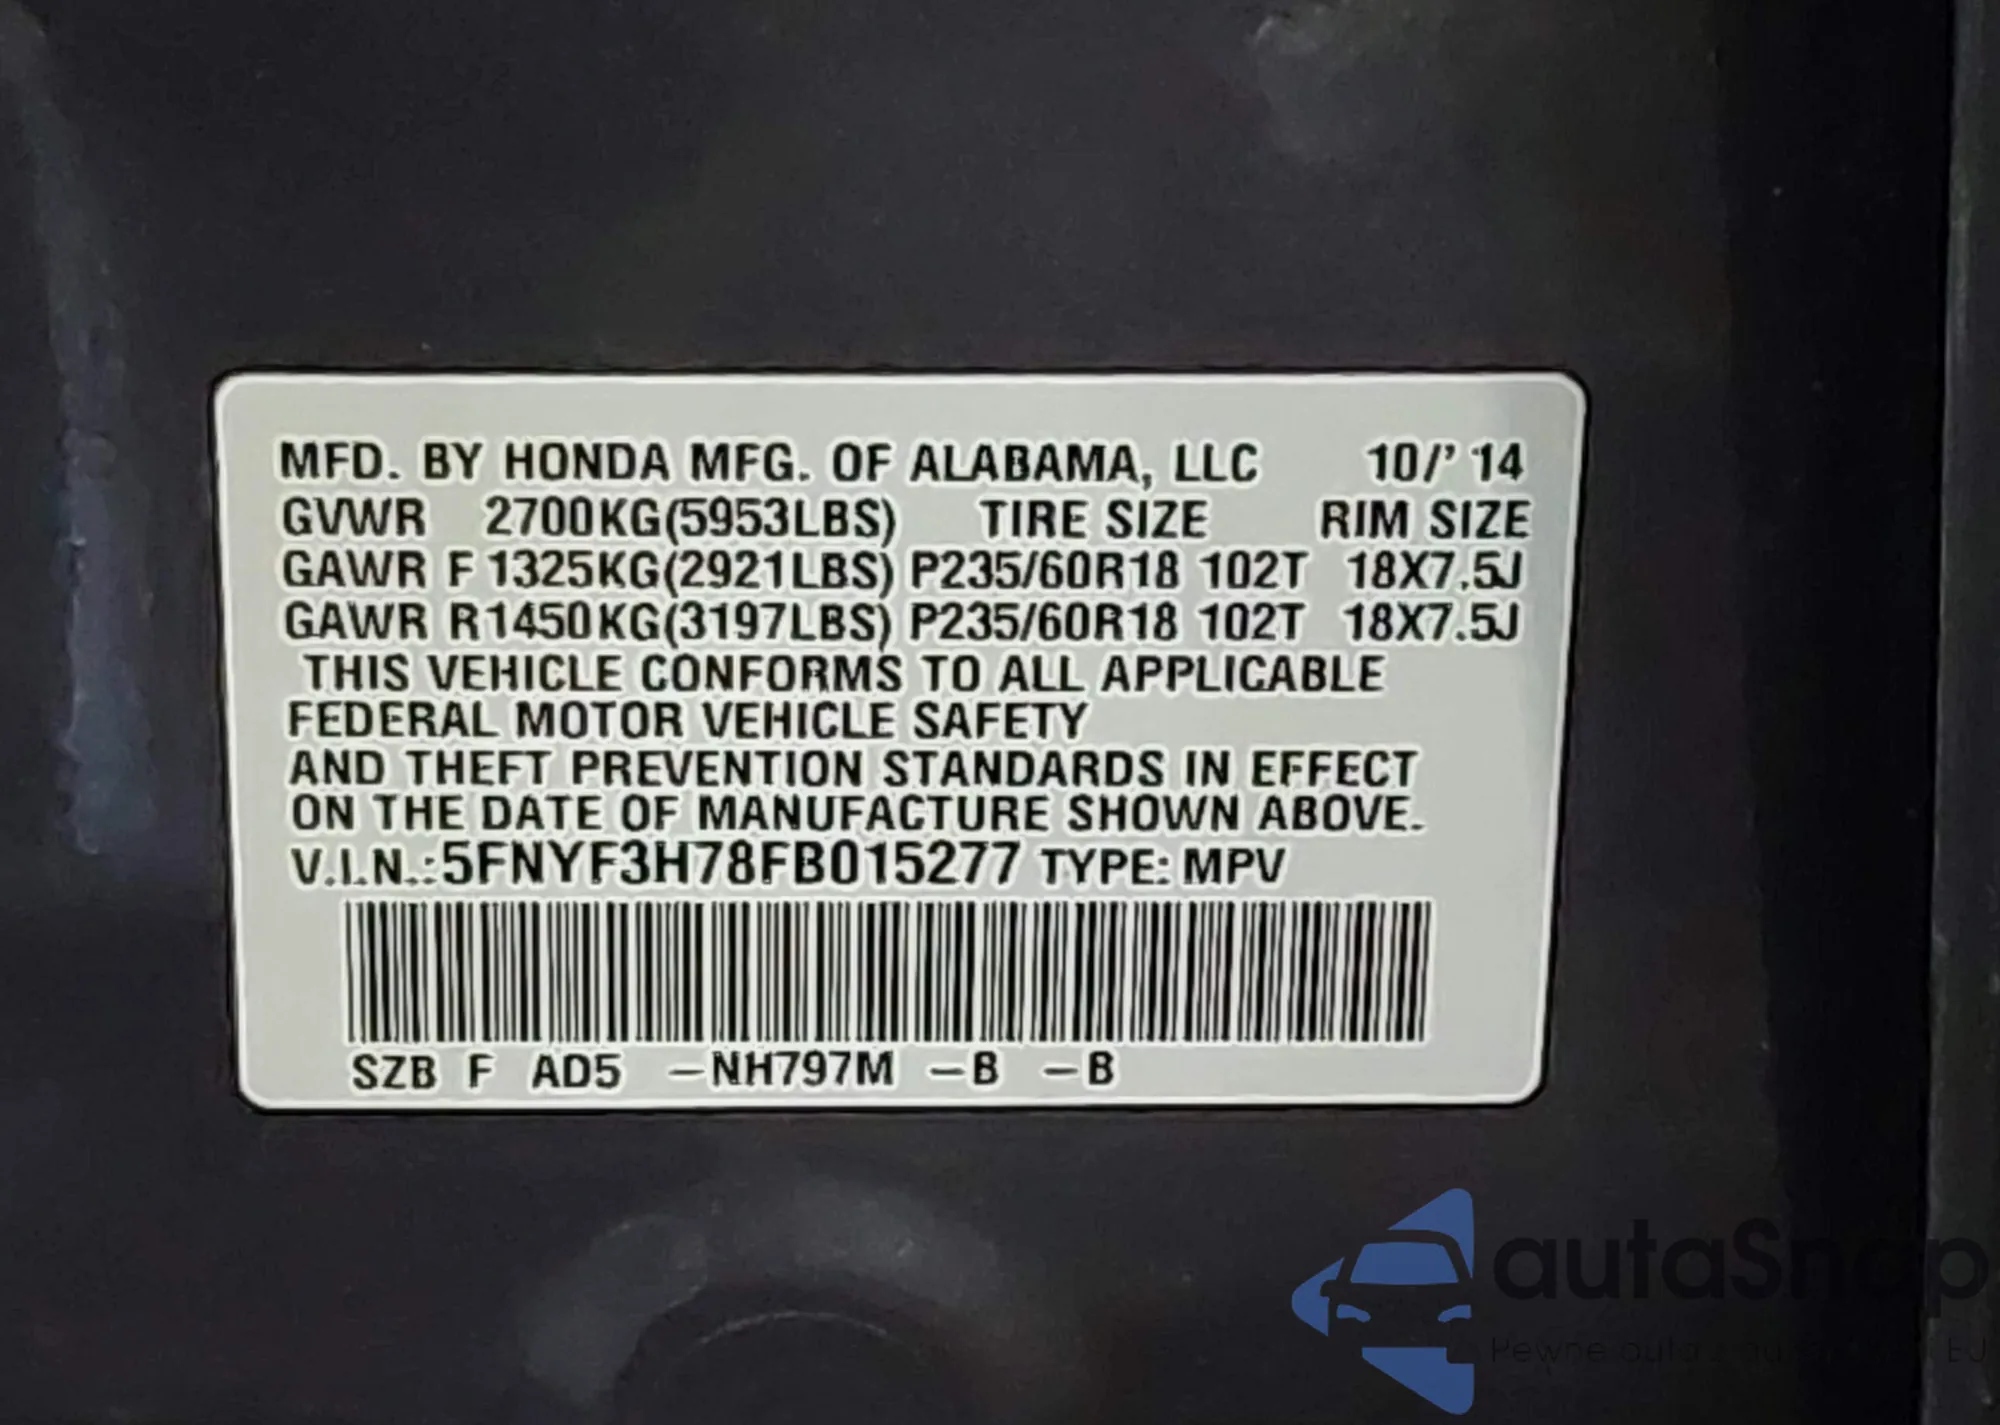 MFD. BY HONDA MFG. OF ALABAMA, LLC 10/' 14
GVWR 2700KG(5953LBS) TIRE SIZE RIM SIZE
GAWR F 1325KG(2921LBS) P235/60R18 102T 18X7.5J
GAWR R1450KG(3197LBS) P235/60R18 102T 18X7.5J
THIS VEHICLE CONFORMS TO ALL APPLICABLE
FEDERAL MOTOR VEHICLE SAFETY
AND THEFT PREVENTION STANDARDS IN EFFECT
ON THE DATE OF MANUFACTURE SHOWN ABOVE.
V.I.N.:5FNYF3H78FB015277 TYPE: MPV
SZB F AD5 -NH797M -B -B
autaSnap
Pewne auta